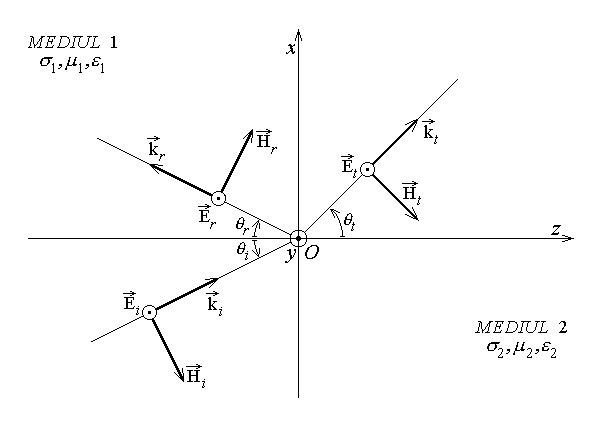 MEDIUL 1
σ₁, μ₁, ε₁
x
k⃗ᵣ
H⃗ᵣ
k⃗ₜ
E⃗ₜ
E⃗ᵣ
H⃗ₜ
θᵣ
θₜ
z
θᵢ
y O
E⃗ᵢ
k⃗ᵢ
MEDIUL 2
σ₂, μ₂, ε₂
H⃗ᵢ